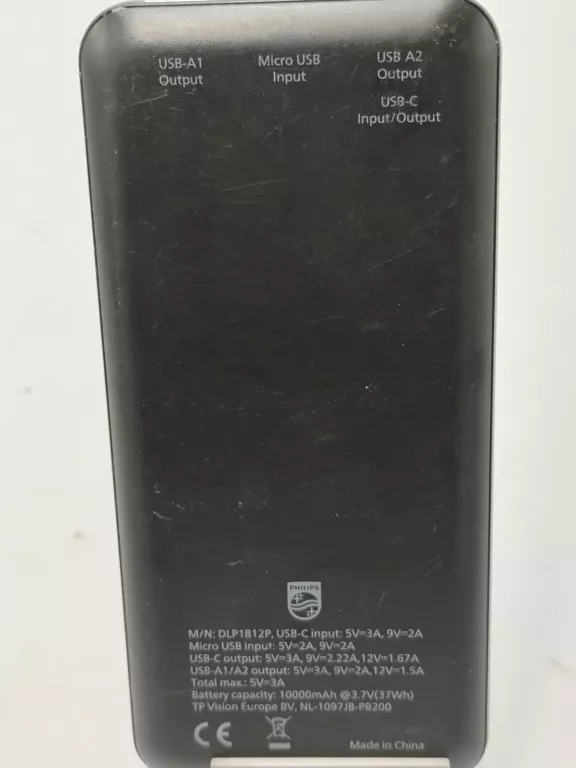 USB-A1
Output
Micro USB
Input
USB A2
Output
USB-C
Input/Output
PHILIPS
M/N: DLP1812P, USB-C input: 5V⎓3A, 9V⎓2A
Micro USB input: 5V⎓2A, 9V⎓2A
USB-C output: 5V⎓3A, 9V⎓2.22A,12V⎓1.67A
USB-A1/A2 output: 5V⎓3A, 9V⎓2A,12V⎓1.5A
Total max.: 5V⎓3A
Battery capacity: 10000mAh @3.7V(37Wh)
TP Vision Europe BV, NL-1097JB-PB200
CE
Made in China